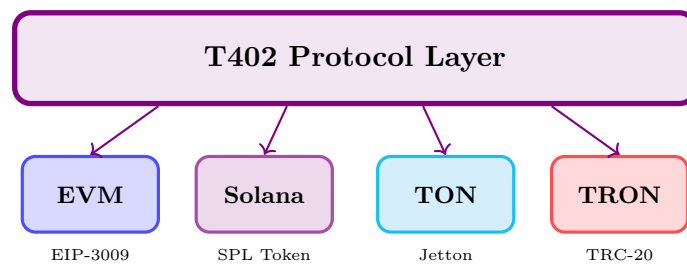 T402 Protocol Layer
EVM Solana TON TRON
EIP-3009 SPL Token Jetton TRC-20